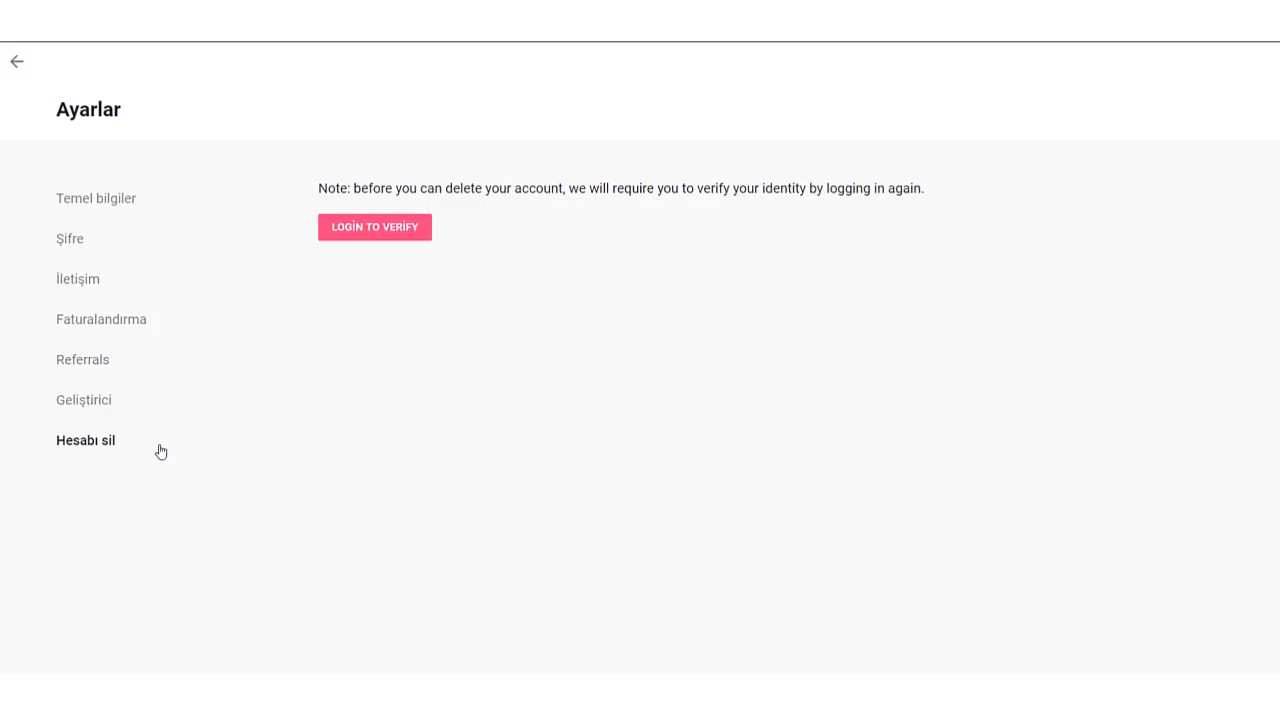 Ayarlar
Temel bilgiler
Şifre
İletişim
Faturalandırma
Referrals
Geliştirici
Hesabı sil
Note: before you can delete your account, we will require you to verify your identity by logging in again.
LOGİN TO VERİFY